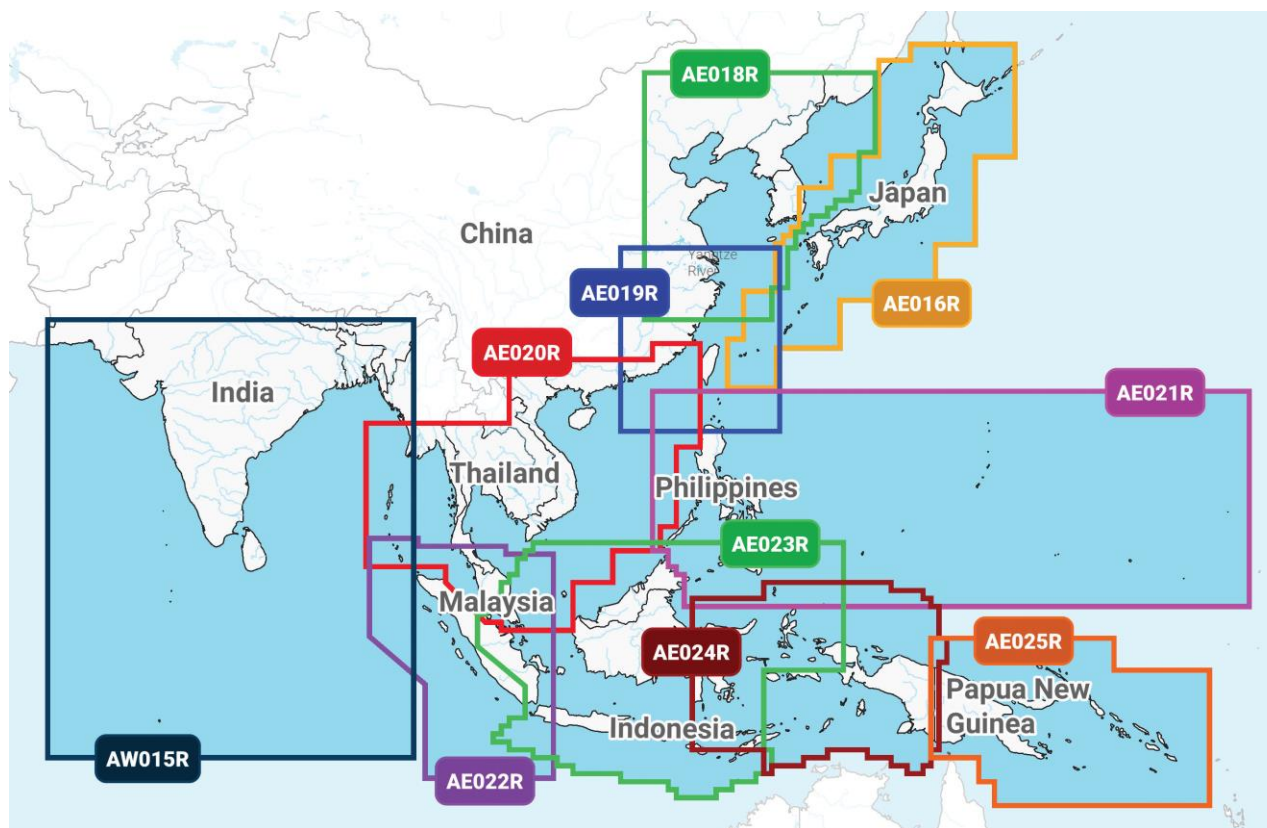 AE018R
Japan
China
Yangtze
River
AE019R
AE016R
AE020R
India
AE021R
Thailand
Philippines
AE023R
Malaysia
AE024R
AE025R
Papua New
Guinea
Indonesia
AW015R
AE022R